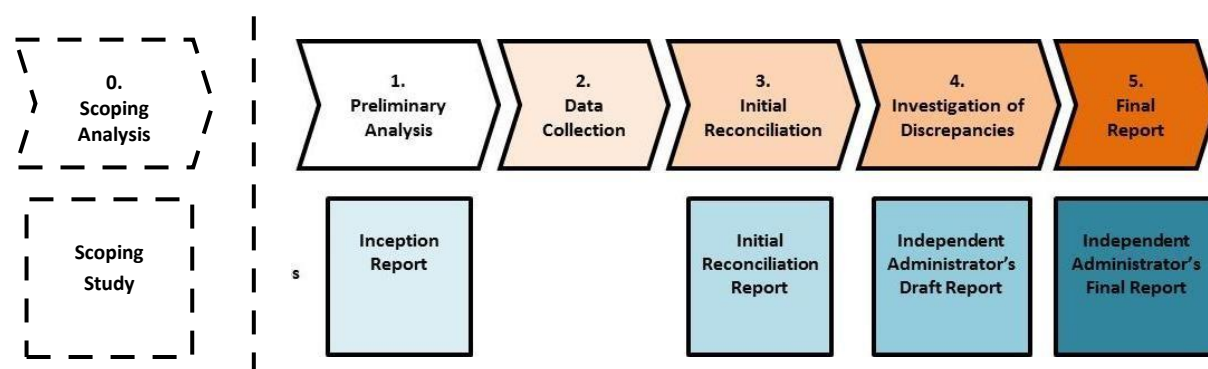 0.
Scoping
Analysis
1.
Preliminary
Analysis
2.
Data
Collection
3.
Initial
Reconciliation
4.
Investigation of
Discrepancies
5.
Final
Report
Scoping
Study
s
Inception
Report
Initial
Reconciliation
Report
Independent
Administrator’s
Draft Report
Independent
Administrator’s
Final Report